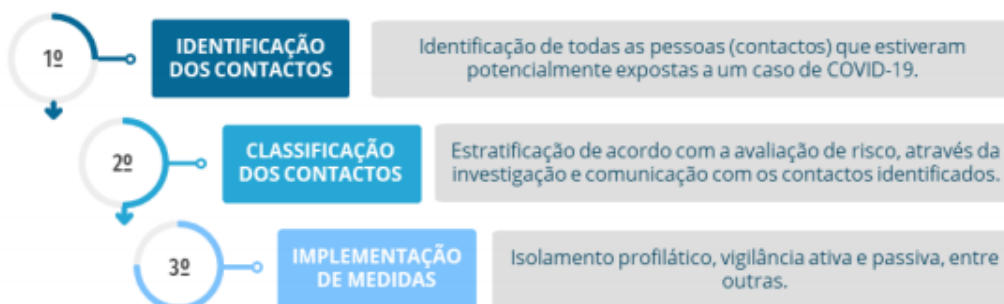 1º
IDENTIFICAÇÃO
DOS CONTACTOS
Identificação de todas as pessoas (contactos) que estiveram
potencialmente expostas a um caso de COVID-19.
2º
CLASSIFICAÇÃO
DOS CONTACTOS
Estratificação de acordo com a avaliação de risco, através da
investigação e comunicação com os contactos identificados.
3º
IMPLEMENTAÇÃO
DE MEDIDAS
Isolamento profilático, vigilância ativa e passiva, entre
outras.